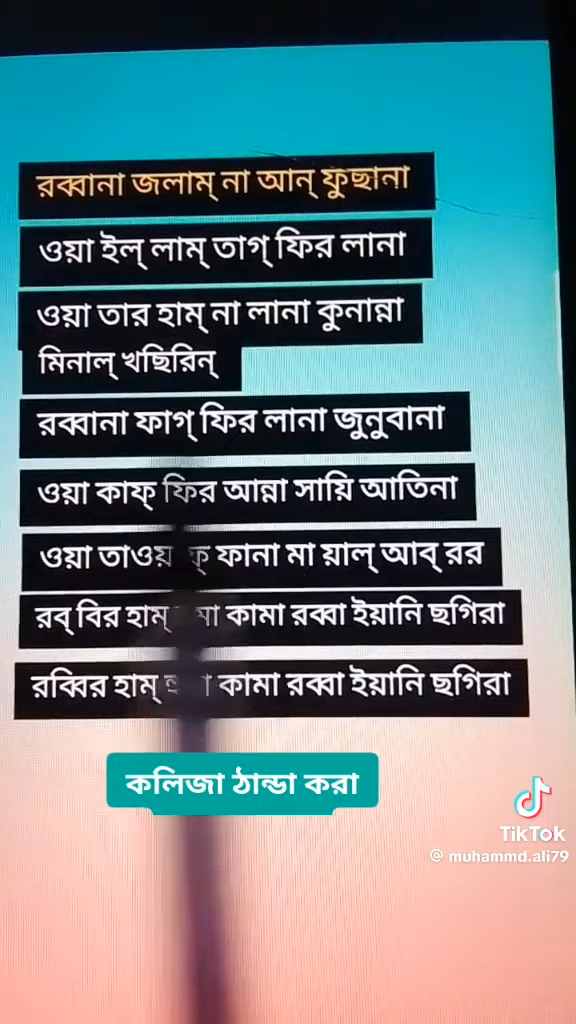 রব্বানা জলাম্ না আন্ ফুছানা
ওয়া ইল্ লাম্ তাগ্ ফির লানা
ওয়া তার হাম্ না লানা কুনান্না
মিনাল্ খছিরিন্
রব্বানা ফাগ্ ফির লানা জুনুবানা
ওয়া কাফ্ ফির আন্না সায়ি আতিনা
ওয়া ফানা মা য়াল্ আব্ রর
রব্ বির হাম্ কামা রব্বা ইয়ানি ছগিরা
রব্বির হাম্ কামা রব্বা ইয়ানি ছগিরা
কলিজা ঠান্ডা করা
TikTok
@ muhammd.ali79